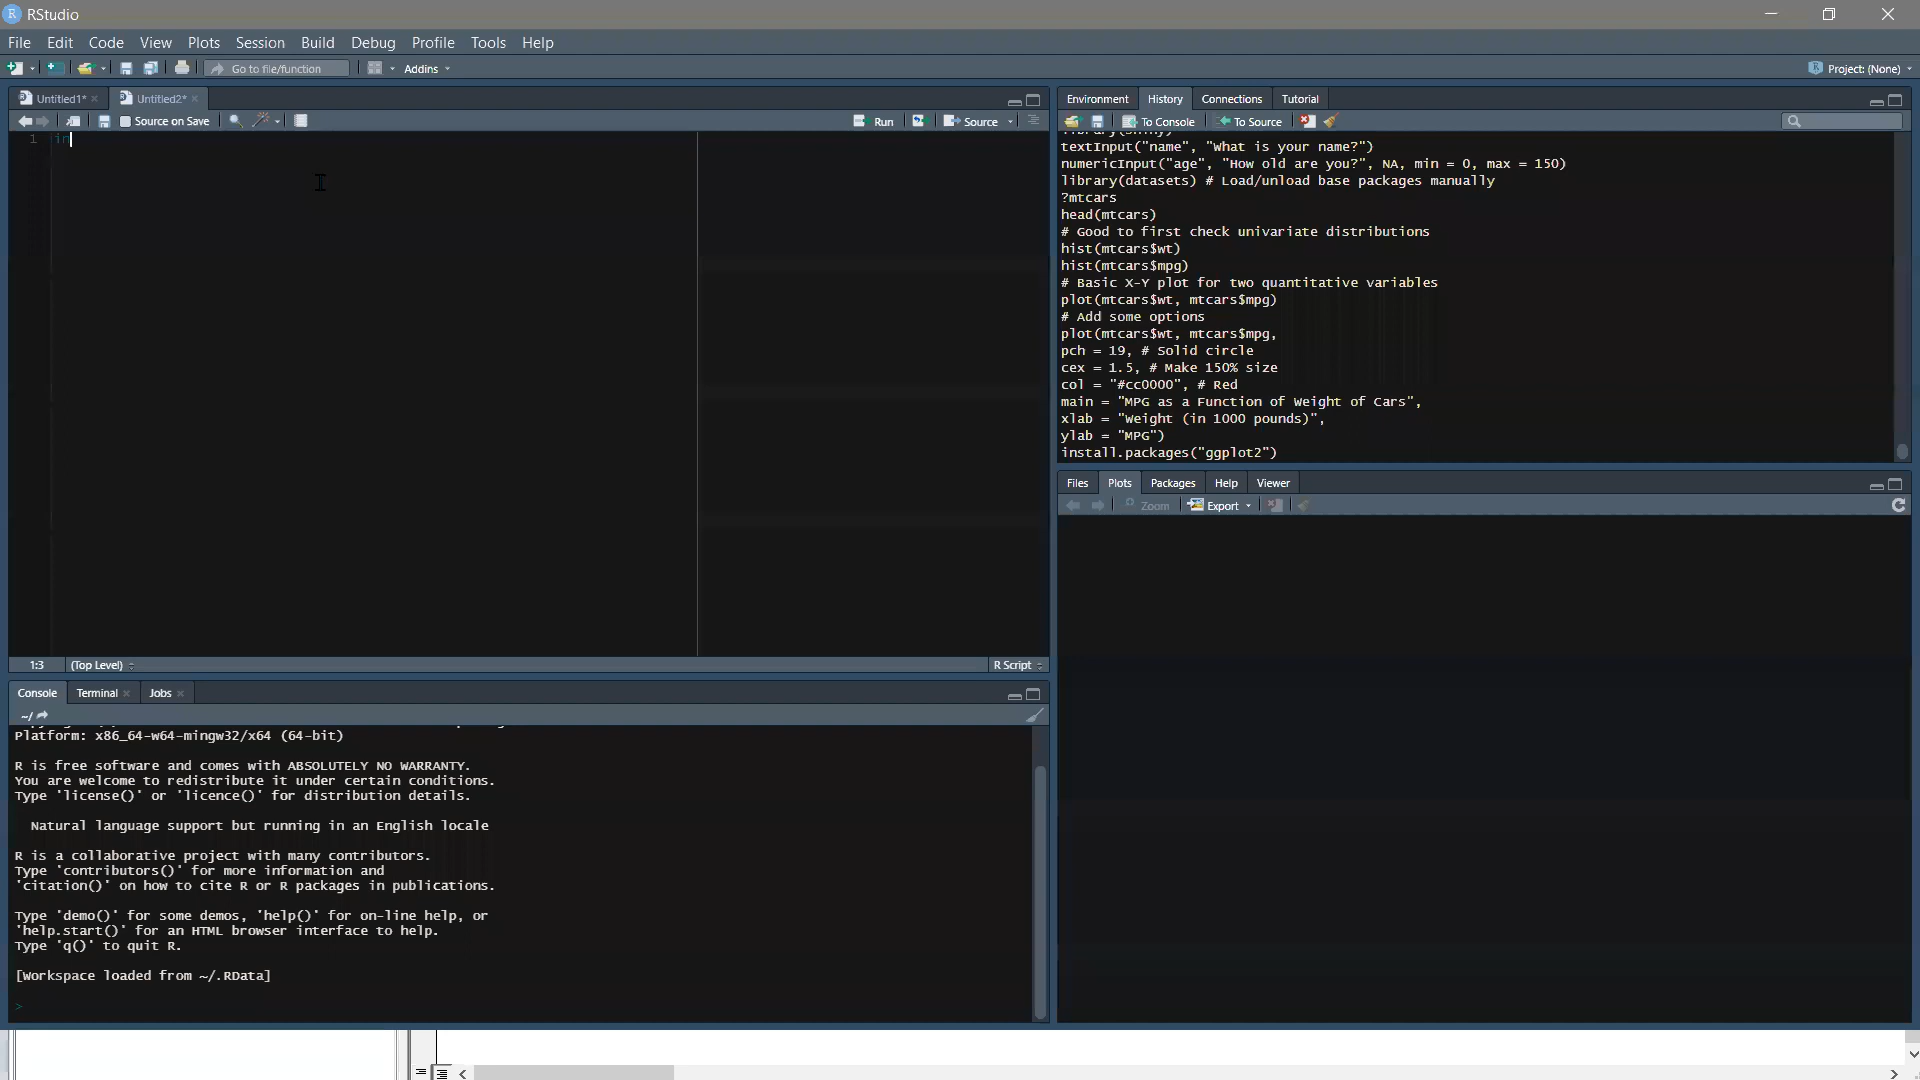 RStudio
File Edit Code View Plots Session Build Debug Profile Tools Help
Go to file/function Addins Project: (None)
Untitled1* Untitled2*
Source on Save Run Source
1 in
1:3 (Top Level) R Script
Console Terminal Jobs
~/
Platform: x86_64-w64-mingw32/x64 (64-bit)
R is free software and comes with ABSOLUTELY NO WARRANTY.
You are welcome to redistribute it under certain conditions.
Type 'license()' or 'licence()' for distribution details.
Natural language support but running in an English locale
R is a collaborative project with many contributors.
Type 'contributors()' for more information and
'citation()' on how to cite R or R packages in publications.
Type 'demo()' for some demos, 'help()' for on-line help, or
'help.start()' for an HTML browser interface to help.
Type 'q()' to quit R.
[Workspace loaded from ~/.RData]
>
Environment History Connections Tutorial
To Console To Source
library(shiny)
textInput("name", "What is your name?")
numericInput("age", "How old are you?", NA, min = 0, max = 150)
library(datasets) # Load/unload base packages manually
?mtcars
head(mtcars)
# Good to first check univariate distributions
hist(mtcars$wt)
hist(mtcars$mpg)
# Basic X-Y plot for two quantitative variables
plot(mtcars$wt, mtcars$mpg)
# Add some options
plot(mtcars$wt, mtcars$mpg,
pch = 19, # Solid circle
cex = 1.5, # Make 150% size
col = "#cc0000", # Red
main = "MPG as a Function of Weight of Cars",
xlab = "Weight (in 1000 pounds)",
ylab = "MPG")
install.packages("ggplot2")
Files Plots Packages Help Viewer
Zoom Export